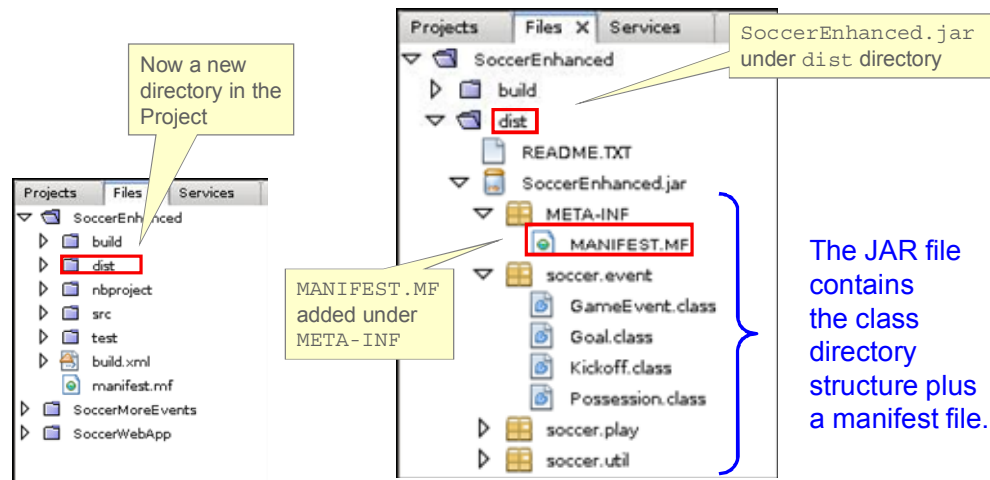 Now a new
directory in the
Project
Projects Files Services
SoccerEnhanced
build
dist
nbproject
src
test
build.xml
manifest.mf
SoccerMoreEvents
SoccerWebApp
Projects Files X Services
SoccerEnhanced
build
dist
README.TXT
SoccerEnhanced.jar
META-INF
MANIFEST.MF
soccer.event
GameEvent.class
Goal.class
Kickoff.class
Possession.class
soccer.play
soccer.util
SoccerEnhanced.jar
under dist directory
MANIFEST.MF
added under
META-INF
The JAR file
contains
the class
directory
structure plus
a manifest file.